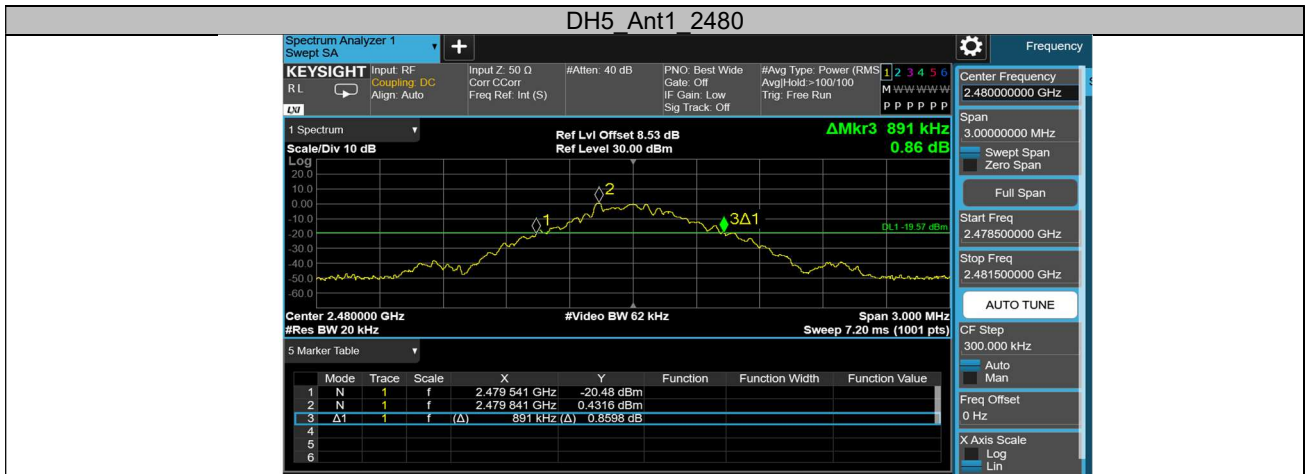 DH5_Ant1_2480
Spectrum Analyzer 1
Swept SA
+
Frequency
KEYSIGHT Input: RF Input Z: 50 Ω #Atten: 40 dB PNO: Best Wide #Avg Type: Power (RMS 1 2 3 4 5 6
RL Coupling: DC Corr CCorr Gate: Off Avg|Hold:>100/100 M W W W W W
Align: Auto Freq Ref: Int (S) IF Gain: Low Trig: Free Run
LXI Sig Track: Off P P P P P P
1 Spectrum
Scale/Div 10 dB
Ref Lvl Offset 8.53 dB
Ref Level 30.00 dBm
ΔMkr3 891 kHz
0.86 dB
Log
20.0
10.0
0.00
-10.0
-20.0
-30.0
-40.0
-50.0
-60.0
1
2
3Δ1
DL1 -19.57 dBm
Center 2.480000 GHz #Video BW 62 kHz Span 3.000 MHz
#Res BW 20 kHz Sweep 7.20 ms (1001 pts)
5 Marker Table
Mode Trace Scale X Y Function Function Width Function Value
1 N 1 f 2.479 541 GHz -20.48 dBm
2 N 1 f 2.479 841 GHz 0.4316 dBm
3 Δ1 1 f (Δ) 891 kHz (Δ) 0.8598 dB
4
5
6
Center Frequency
2.480000000 GHz
Span
3.00000000 MHz
Swept Span
Zero Span
Full Span
Start Freq
2.478500000 GHz
Stop Freq
2.481500000 GHz
AUTO TUNE
CF Step
300.000 kHz
Auto
Man
Freq Offset
0 Hz
X Axis Scale
Log
Lin